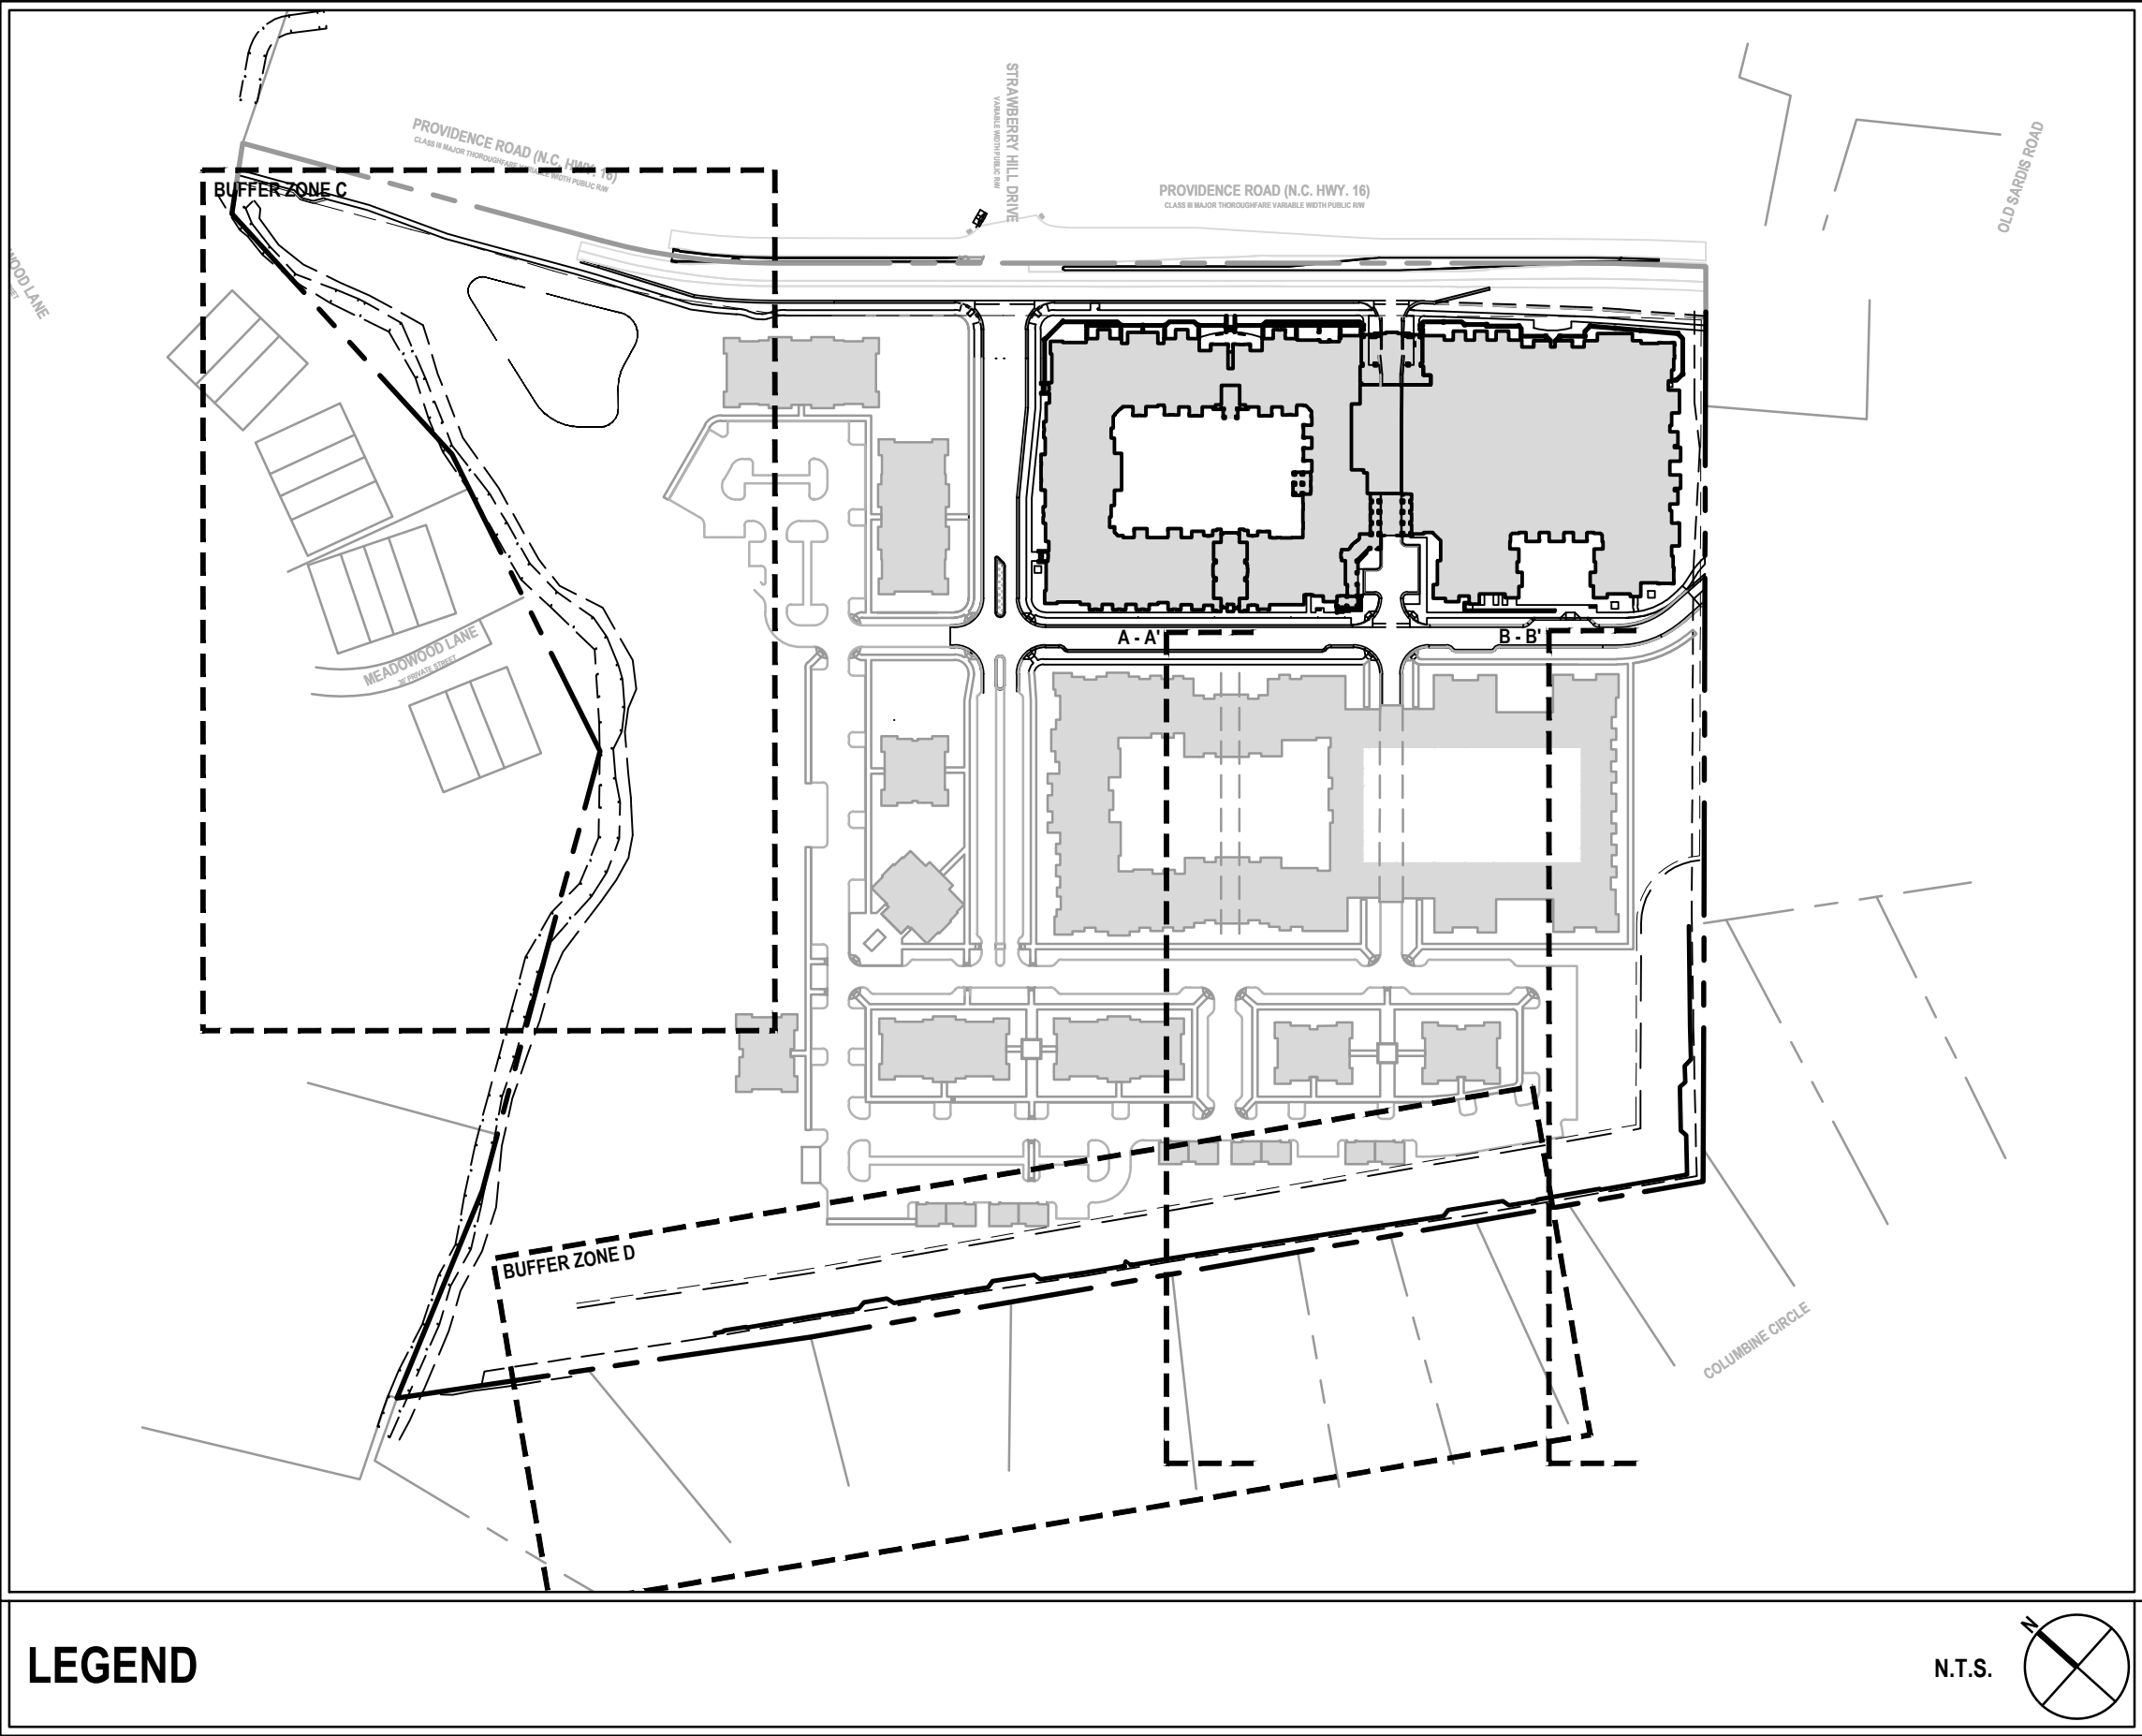 PROVIDENCE ROAD (N.C. HWY. 16)
CLASS III MAJOR THOROUGHFARE VARIABLE WIDTH PUBLIC R/W
STRAWBERRY HILL DRIVE
VARIABLE WIDTH PUBLIC R/W
PROVIDENCE ROAD (N.C. HWY. 16)
CLASS III MAJOR THOROUGHFARE VARIABLE WIDTH PUBLIC R/W
OLD SARDIS ROAD
BUFFER ZONE C
WOOD LANE
A - A'
B - B'
MEADOWOOD LANE
PRIVATE STREET
BUFFER ZONE D
COLUMBINE CIRCLE
LEGEND
N.T.S.
N